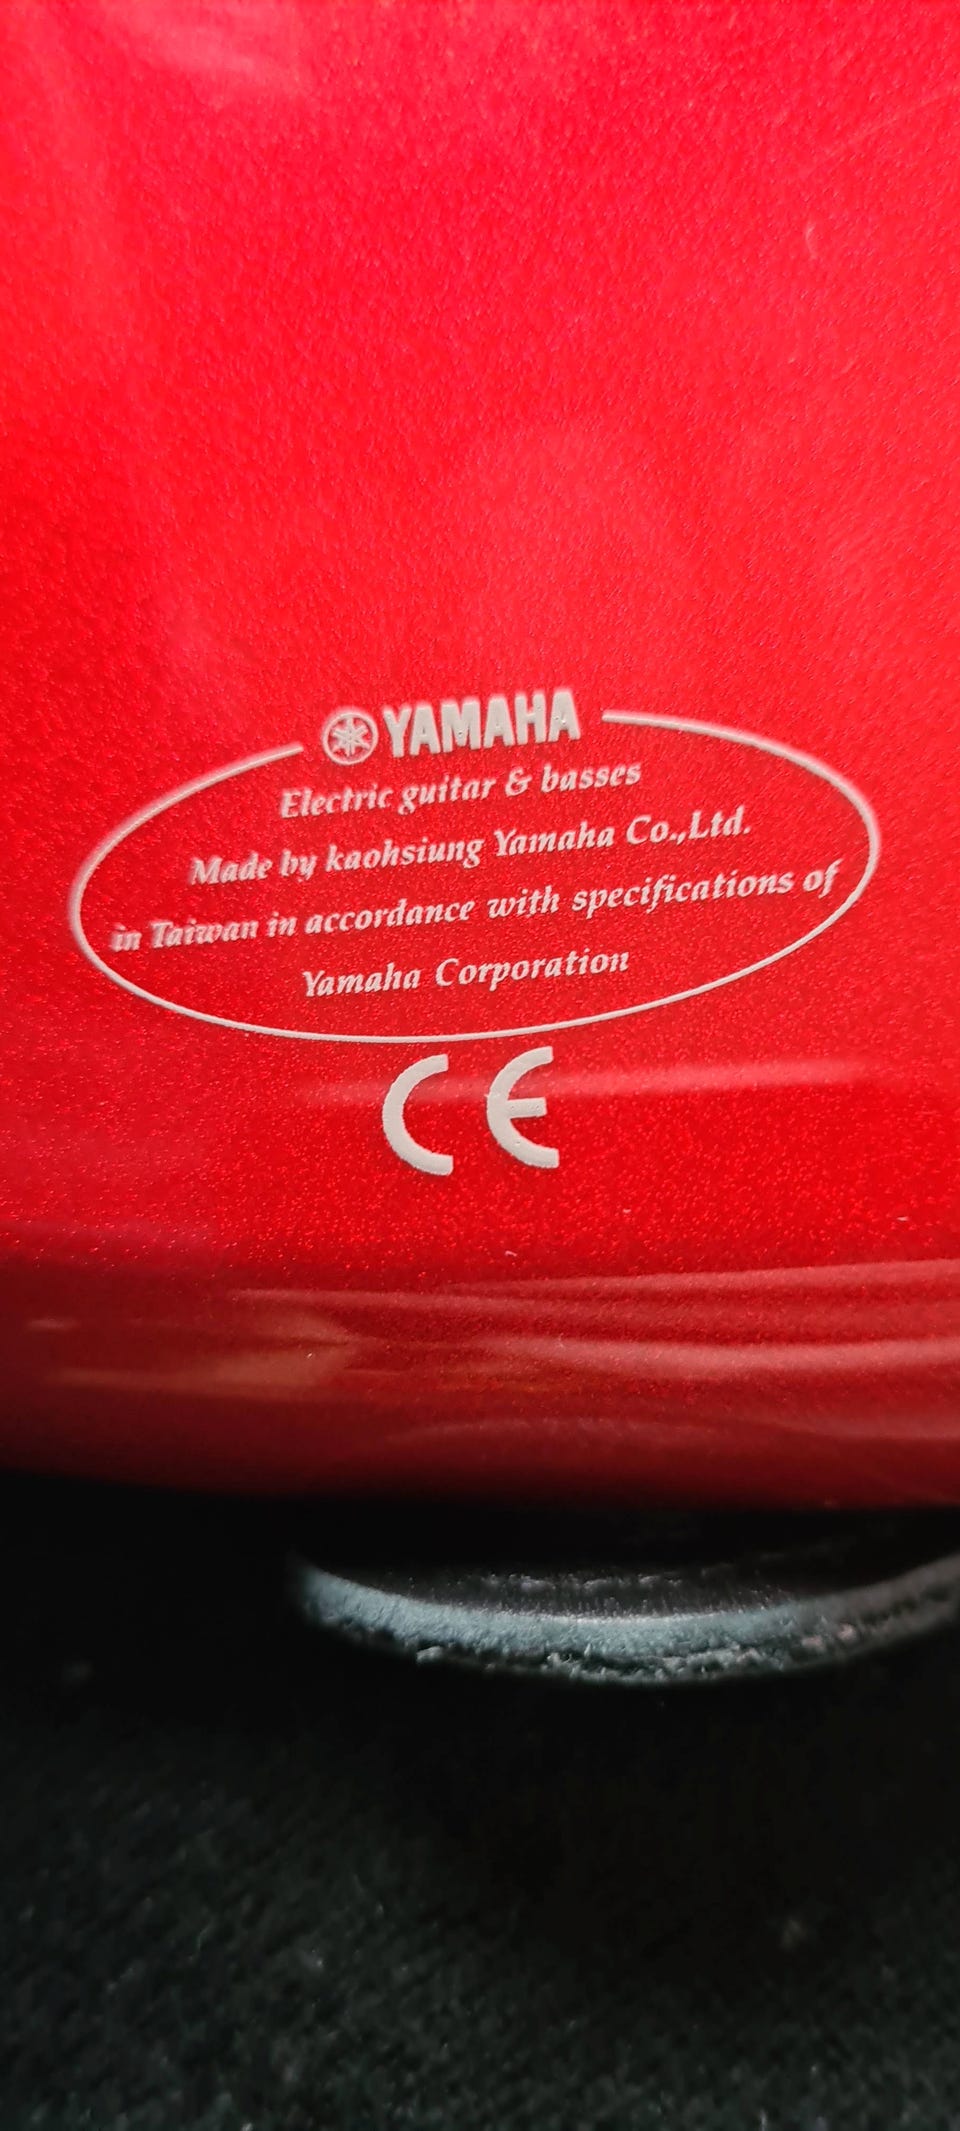 YAMAHA
Electric guitar & basses
Made by kaohsiung Yamaha Co.,Ltd.
in Taiwan in accordance with specifications of
Yamaha Corporation
CE